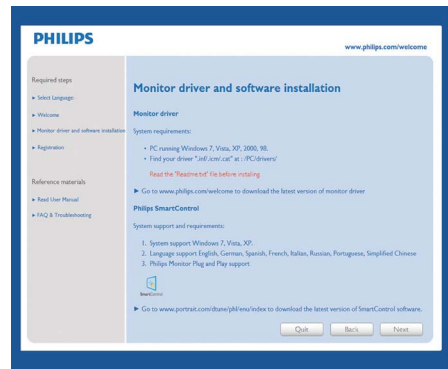 PHILIPS
www.philips.com/welcome
Required steps
▸ Select Language:
▸ Welcome
▸ Monitor driver and software installation
▸ Registration
Reference materials
▸ Read User Manual
▸ FAQ & Troubleshooting
Monitor driver and software installation
Monitor driver
System requirements:
• PC running Windows 7, Vista, XP, 2000, 98.
• Find your driver ".inf/.icm/.cat" at : /PC/drivers/
Read the "Readme.txt" file before installing.
▶ Go to www.philips.com/welcome to download the latest version of monitor driver
Philips SmartControl
System support and requirements:
1. System support Windows 7, Vista, XP.
2. Language support English, German, Spanish, French, Italian, Russian, Portuguese, Simplified Chinese
3. Philips Monitor Plug and Play support
SmartControl
▶ Go to www.portrait.com/dtune/phl/enu/index to download the latest version of SmartControl software.
Quit
Back
Next